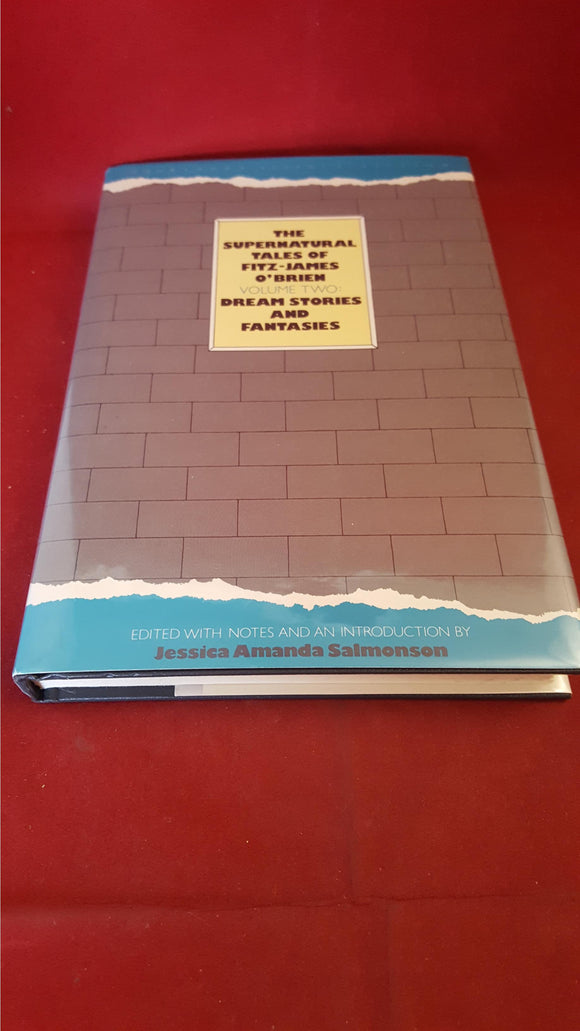 THE
SUPERNATURAL
TALES OF
FITZ-JAMES
O'BRIEN
VOLUME TWO:
DREAM STORIES
AND
FANTASIES
EDITED WITH NOTES AND AN INTRODUCTION BY
Jessica Amanda Salmonson